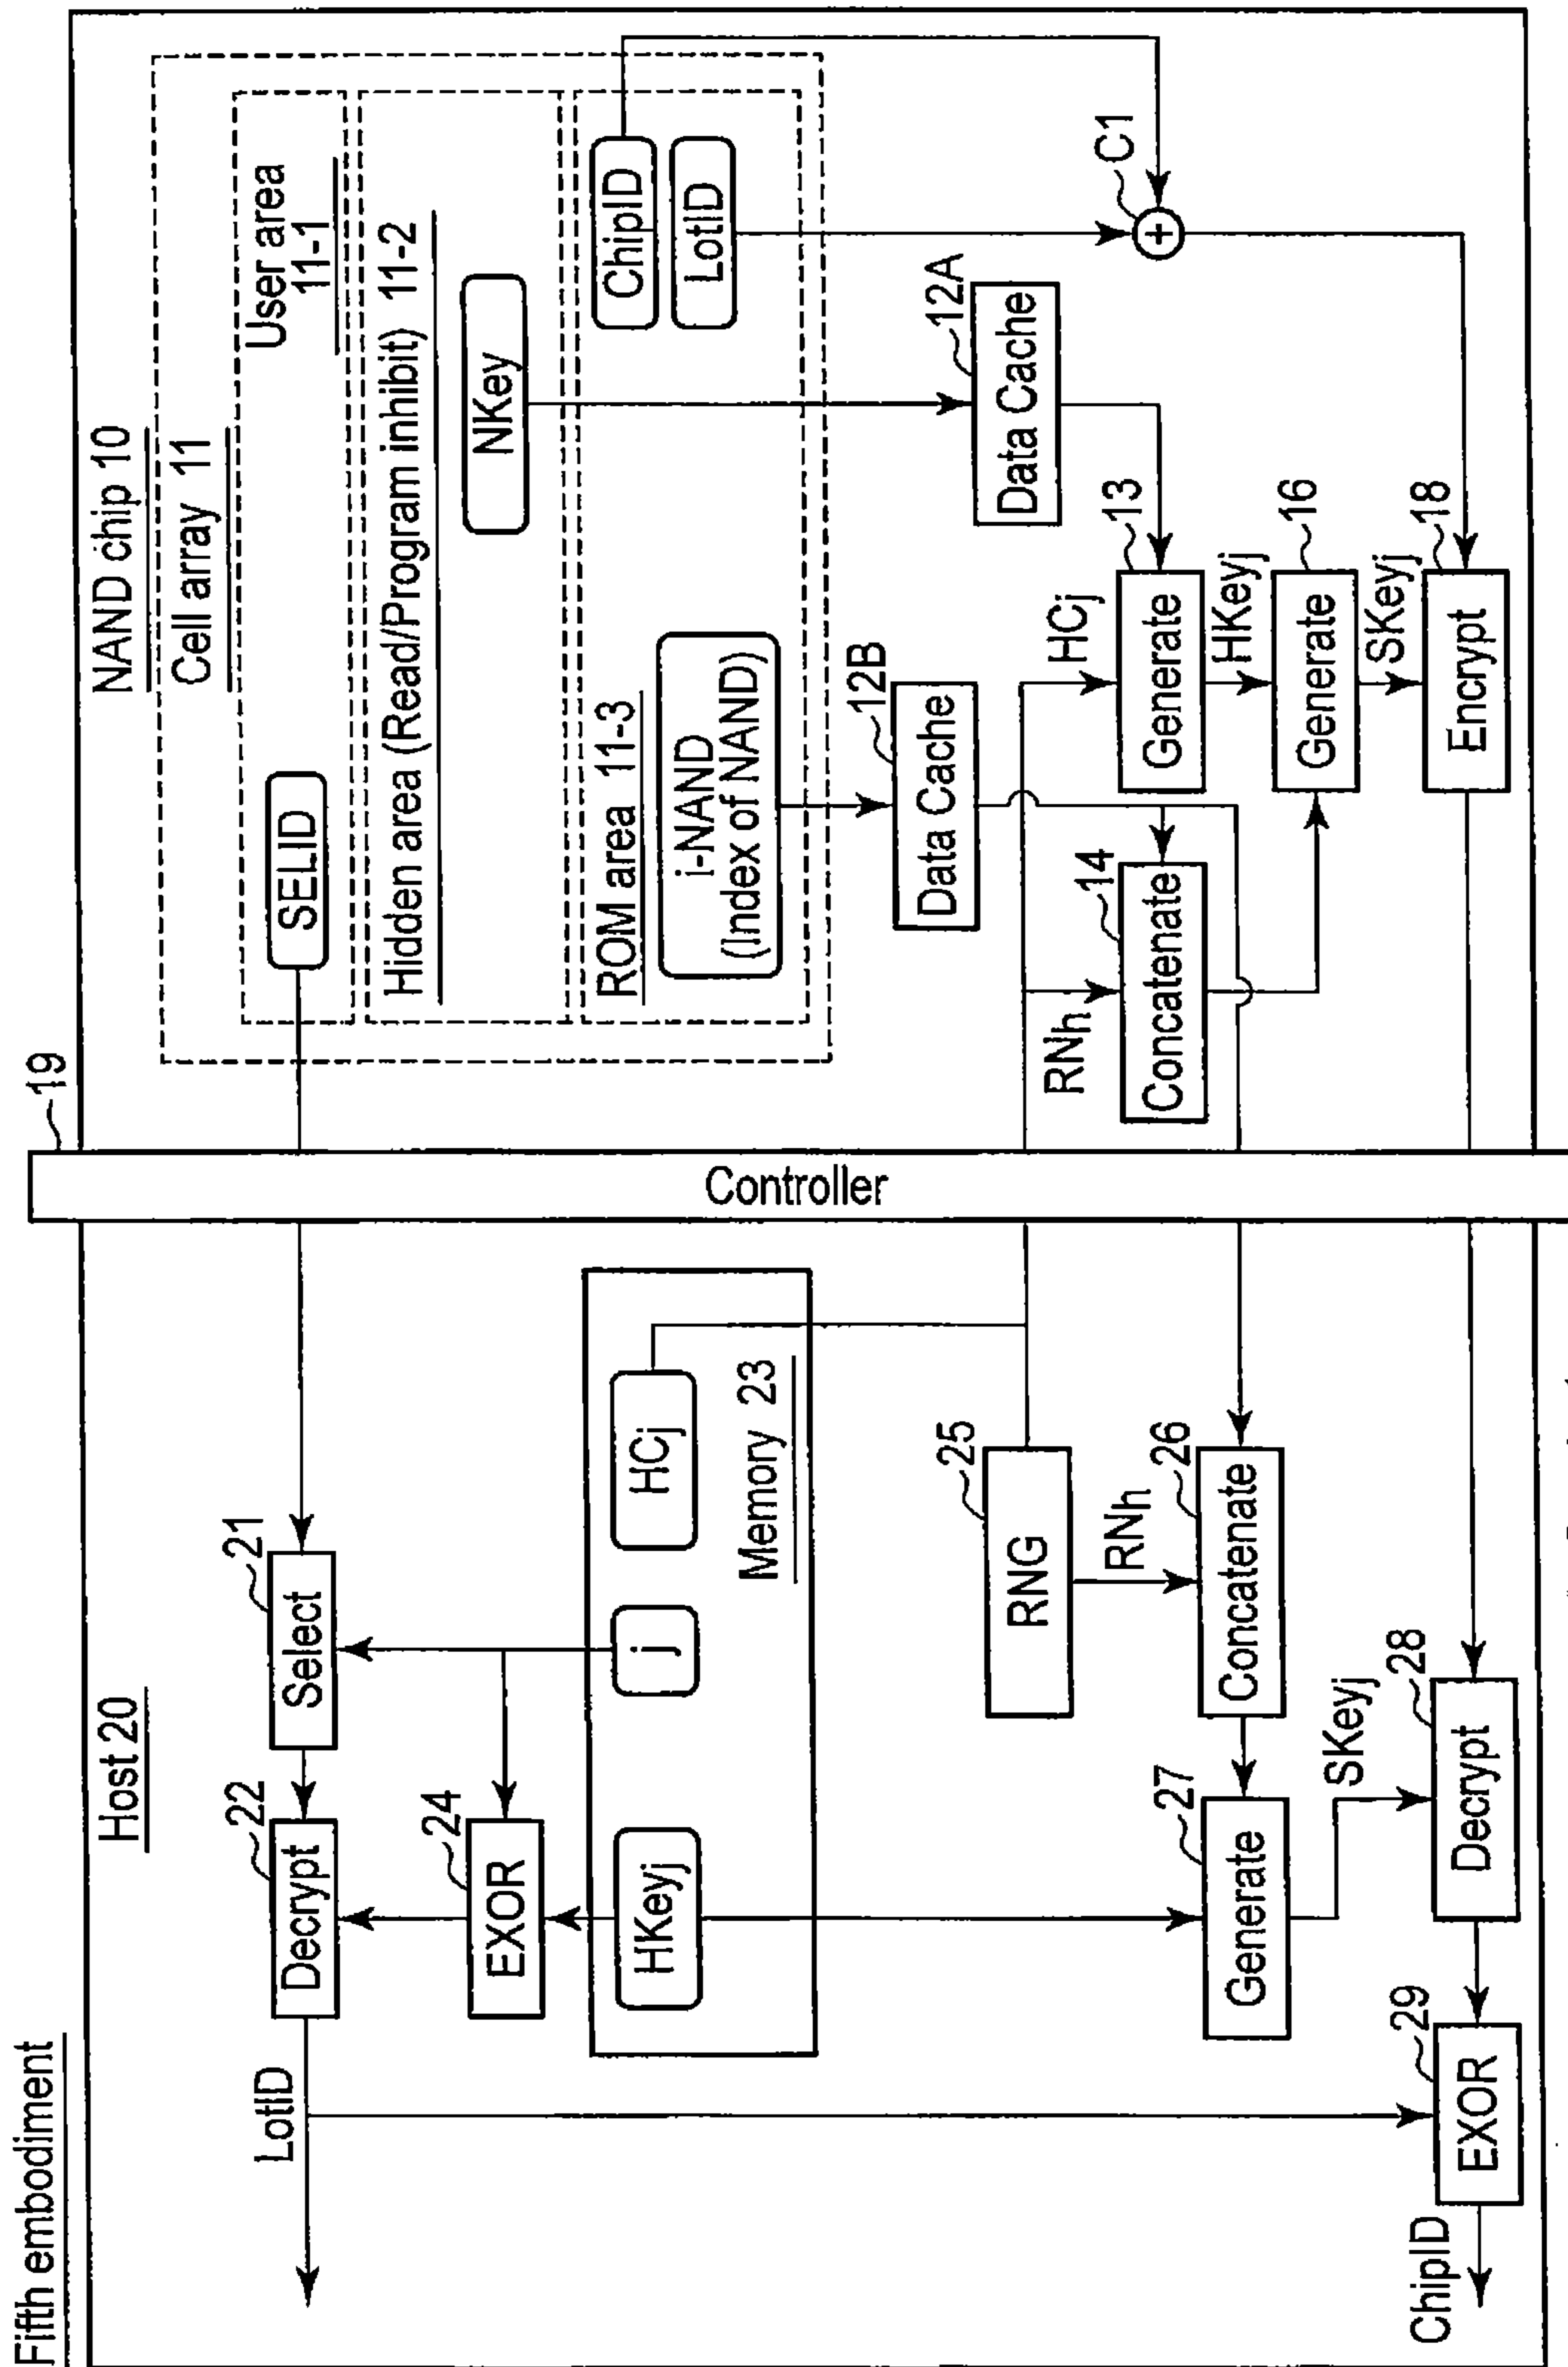 Fifth embodiment
Host 20
LotID
Decrypt
22
Select
21
EXOR
24
HKeyj
j
HCj
Memory 23
RNG
25
RNh
Concatenate
26
Generate
27
SKeyj
Decrypt
28
EXOR
29
ChipID
Controller
19
NAND chip 10
Cell array 11
User area
11-1
SELID
Hidden area (Read/Program inhibit) 11-2
NKey
ROM area 11-3
i-NAND
(Index of NAND)
ChipID
LotID
Data Cache
12B
Data Cache
12A
C1
+
RNh
Concatenate
14
HCj
Generate
13
HKeyj
Generate
16
SKeyj
Encrypt
18